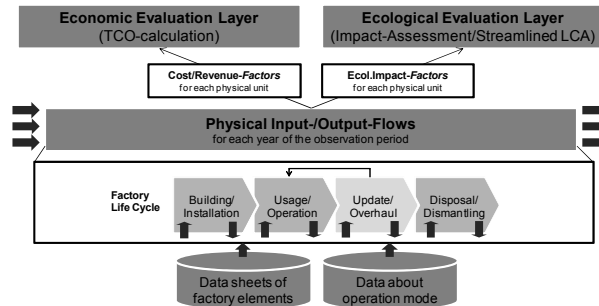 Economic Evaluation Layer
(TCO-calculation)
Ecological Evaluation Layer
(Impact-Assessment/Streamlined LCA)
Cost/Revenue-Factors
for each physical unit
Ecol.Impact-Factors
for each physical unit
Physical Input-/Output-Flows
for each year of the observation period
Factory
Life Cycle
Building/
Installation
Usage/
Operation
Update/
Overhaul
Disposal/
Dismantling
Data sheets of
factory elements
Data about
operation mode